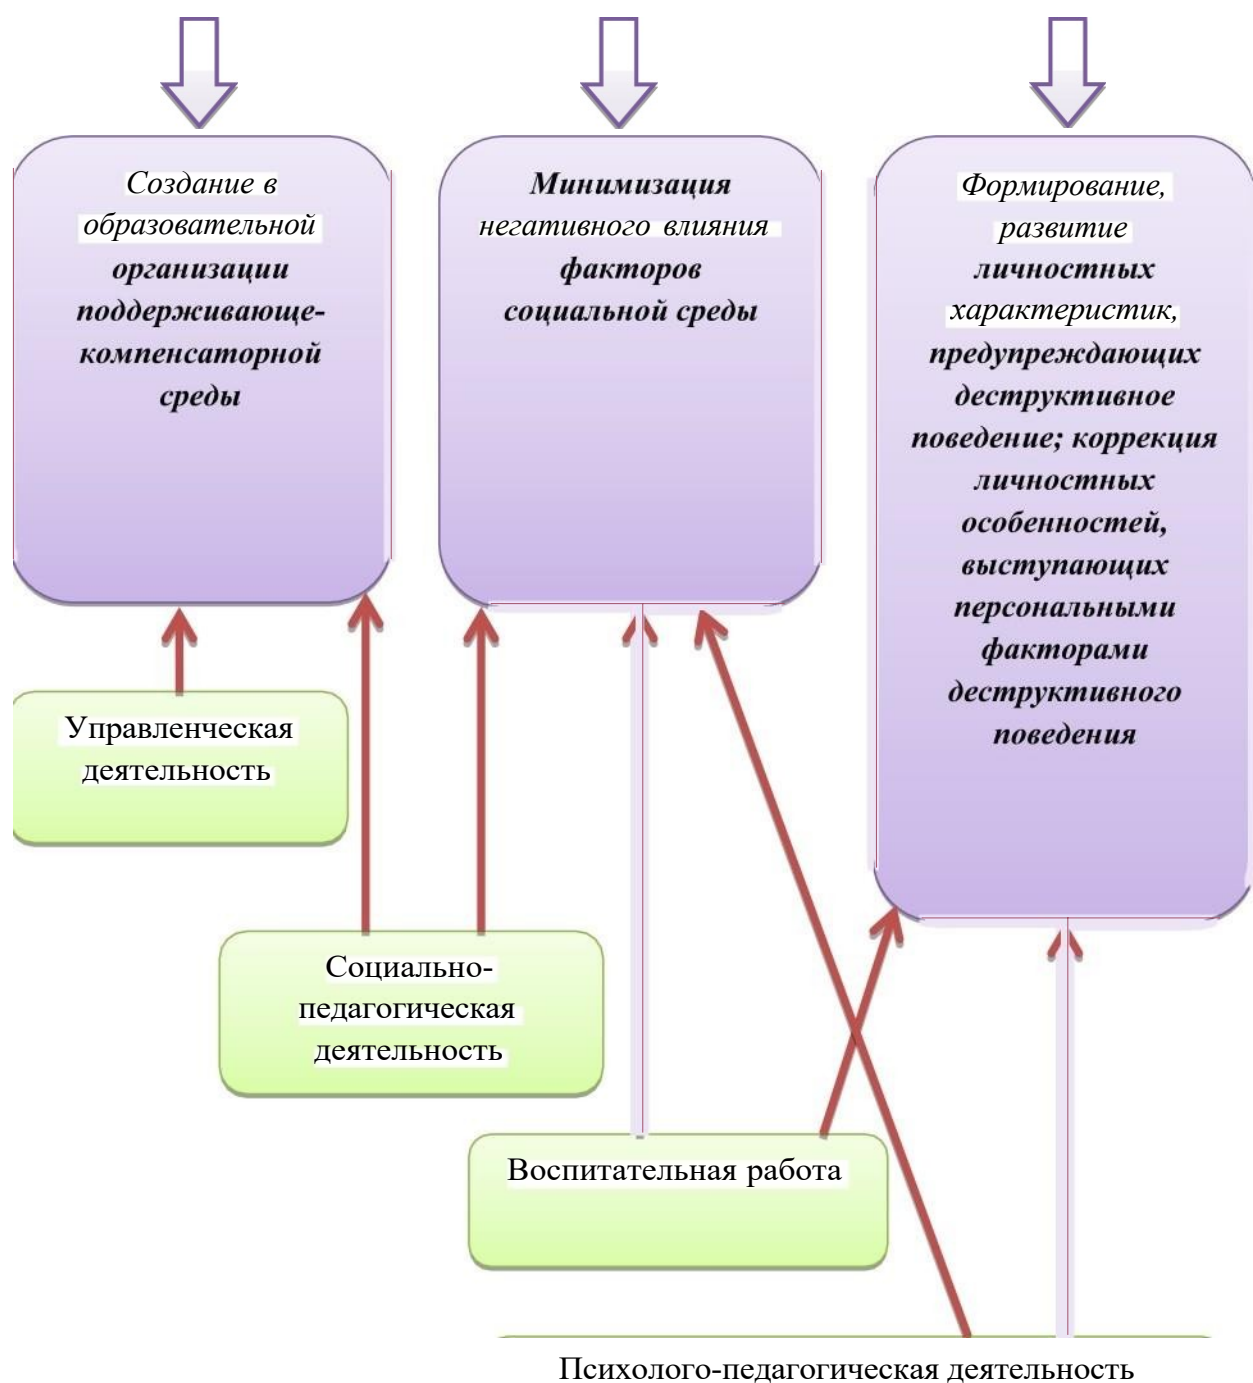 Создание в
образовательной
организации
поддерживающе-
компенсаторной
среды
Минимизация
негативного влияния
факторов
социальной среды
Формирование,
развитие
личностных
характеристик,
предупреждающих
деструктивное
поведение; коррекция
личностных
особенностей,
выступающих
персональными
факторами
деструктивного
поведения
Управленческая
деятельность
Социально-
педагогическая
деятельность
Воспитательная работа
Психолого-педагогическая деятельность